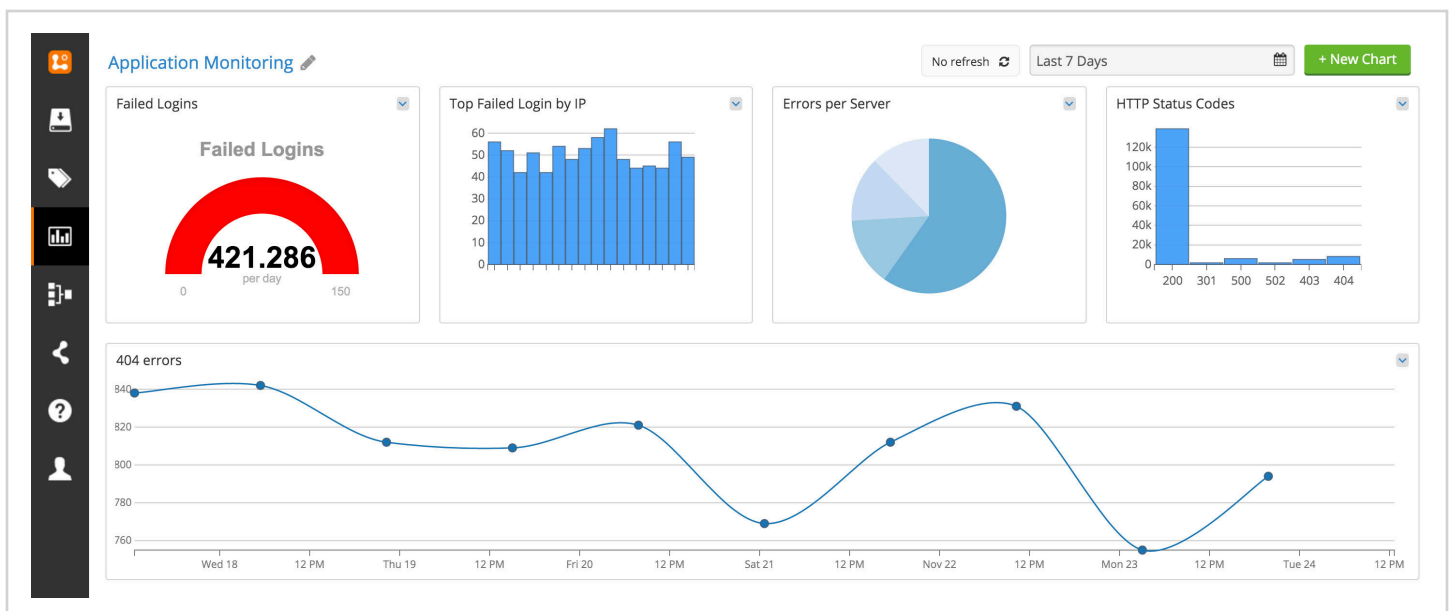 Application Monitoring
No refresh
Last 7 Days
+ New Chart
Failed Logins
Failed Logins
421.286
per day
0
150
Top Failed Login by IP
60
50
40
30
20
10
0
Errors per Server
HTTP Status Codes
120k
100k
80k
60k
40k
20k
0
200 301 500 502 403 404
404 errors
840
820
800
780
760
Wed 18 12 PM Thu 19 12 PM Fri 20 12 PM Sat 21 12 PM Nov 22 12 PM Mon 23 12 PM Tue 24 12 PM